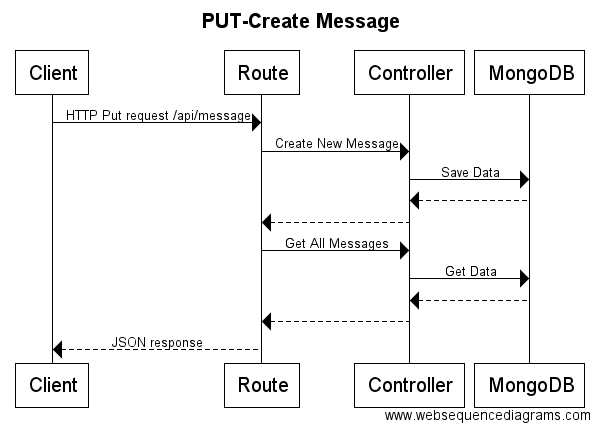 PUT-Create Message
Client
Route
Controller
MongoDB
HTTP Put request /api/message
Create New Message
Save Data
Get All Messages
Get Data
JSON response
Client
Route
Controller
MongoDB
www.websequencediagrams.com